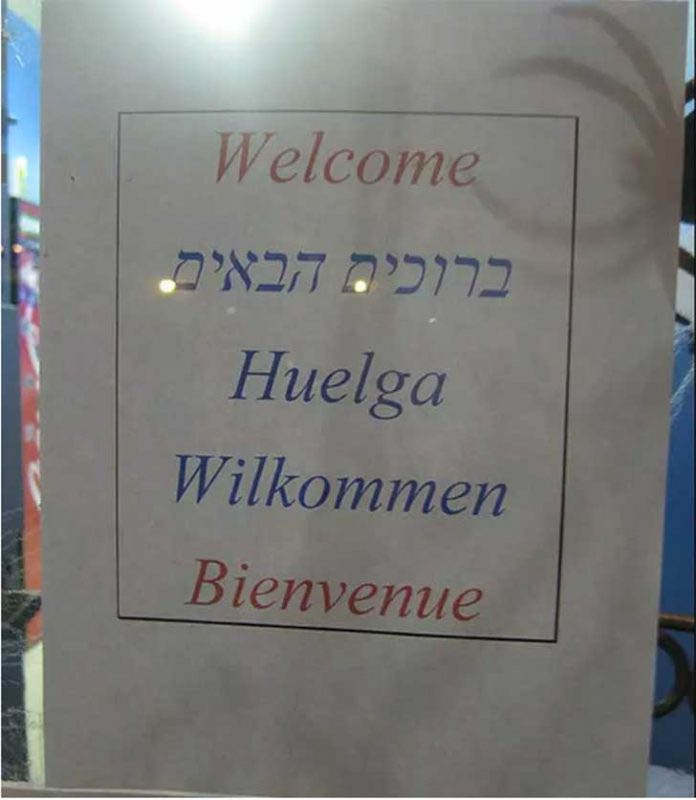 Welcome
ברוכים הבאים
Huelga
Wilkommen
Bienvenue